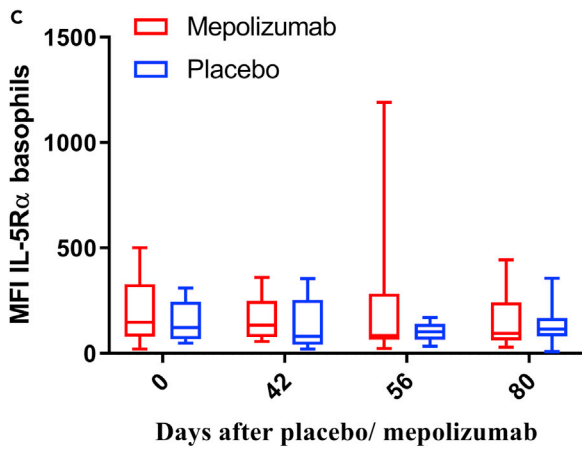 C
1500
1000
500
0
MFI IL-5Rα basophils
Mepolizumab
Placebo
0
42
56
80
Days after placebo/ mepolizumab